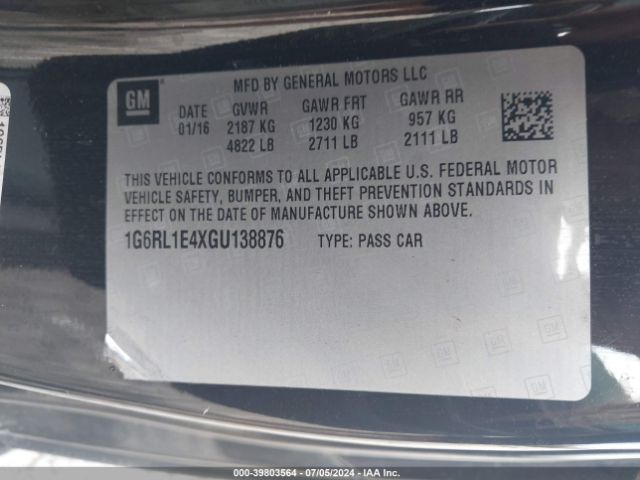 GM
MFD BY GENERAL MOTORS LLC
DATE GVWR GAWR FRT GAWR RR
01/16 2187 KG 1230 KG 957 KG
4822 LB 2711 LB 2111 LB
THIS VEHICLE CONFORMS TO ALL APPLICABLE U.S. FEDERAL MOTOR
VEHICLE SAFETY, BUMPER, AND THEFT PREVENTION STANDARDS IN
EFFECT ON THE DATE OF MANUFACTURE SHOWN ABOVE.
1G6RL1E4XGU138876 TYPE: PASS CAR
000-39803564 - 07/05/2024 - IAA Inc.